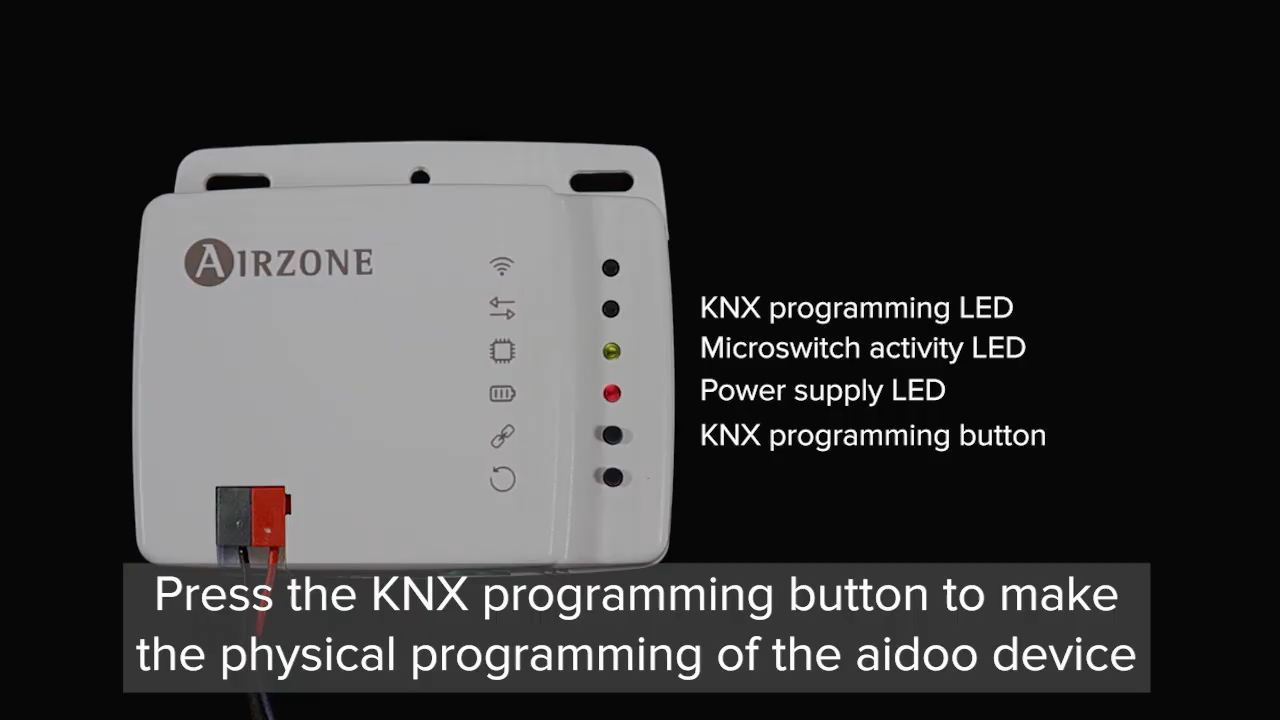 AIRZONE
KNX programming LED
Microswitch activity LED
Power supply LED
KNX programming button
Press the KNX programming button to make
the physical programming of the aidoo device